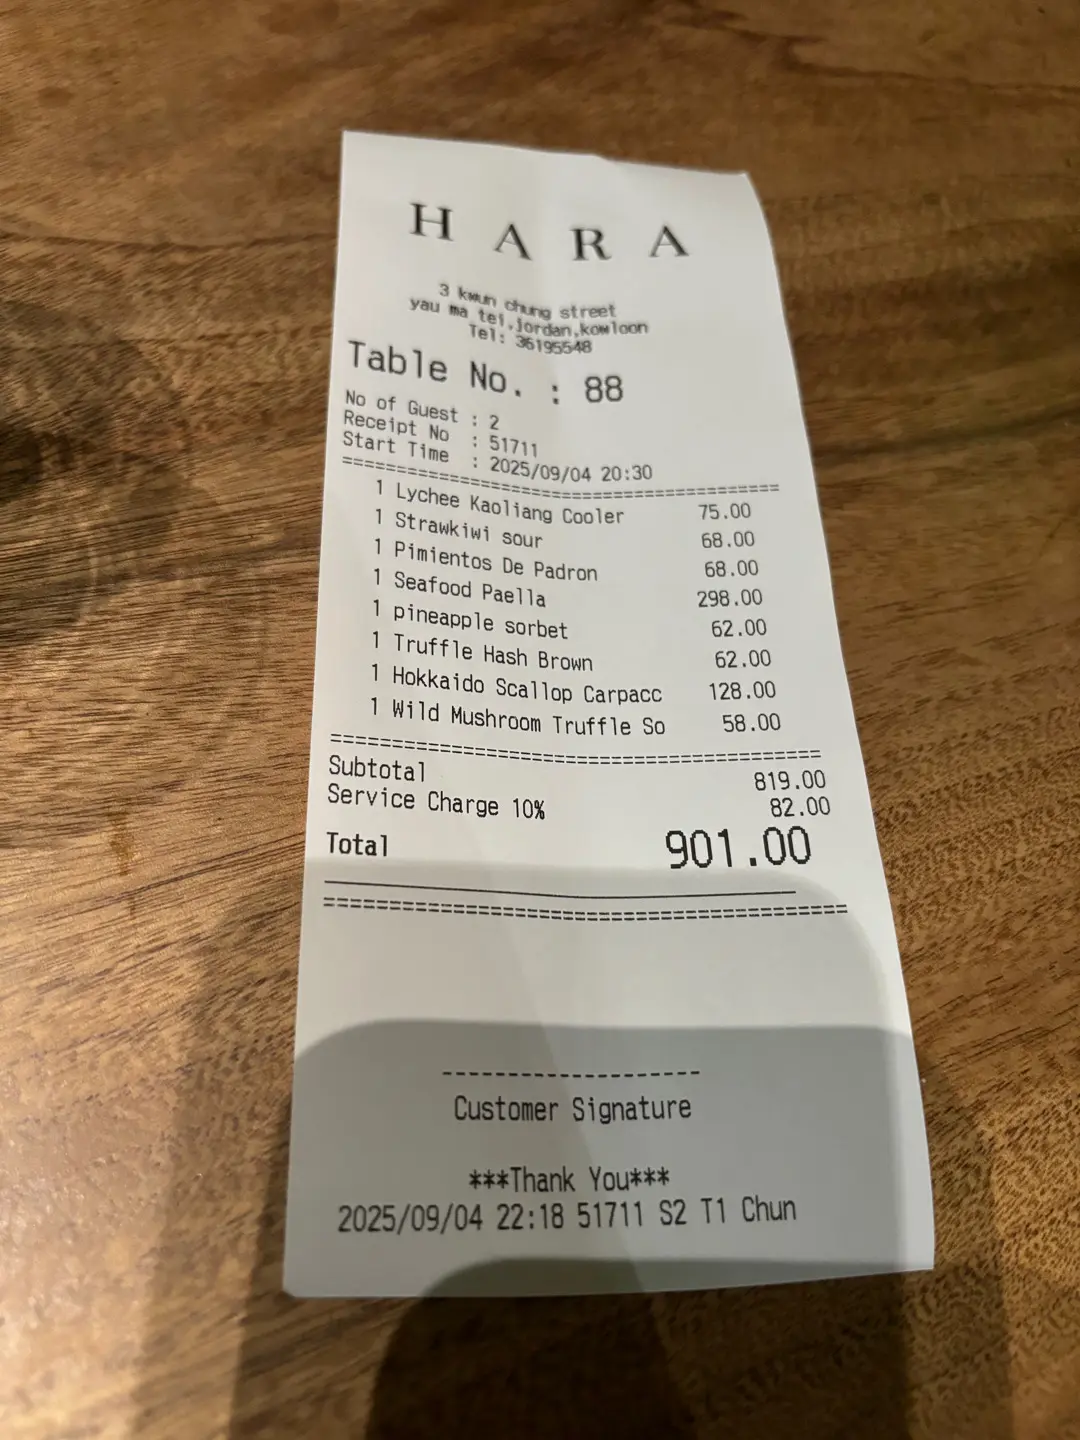 HARA
3 kwun chung street
yau ma tei,jordan,kowloon
Tel: 36195548
Table No. : 88
No of Guest : 2
Receipt No : 51711
Start Time : 2025/09/04 20:30
==========================================
1 Lychee Kaoliang Cooler 75.00
1 Strawkiwi sour 68.00
1 Pimientos De Padron 68.00
1 Seafood Paella 298.00
1 pineapple sorbet 62.00
1 Truffle Hash Brown 62.00
1 Hokkaido Scallop Carpacc 128.00
1 Wild Mushroom Truffle So 58.00
==========================================
Subtotal 819.00
Service Charge 10% 82.00
Total 901.00
==========================================
--------------------
Customer Signature
***Thank You***
2025/09/04 22:18 51711 S2 T1 Chun